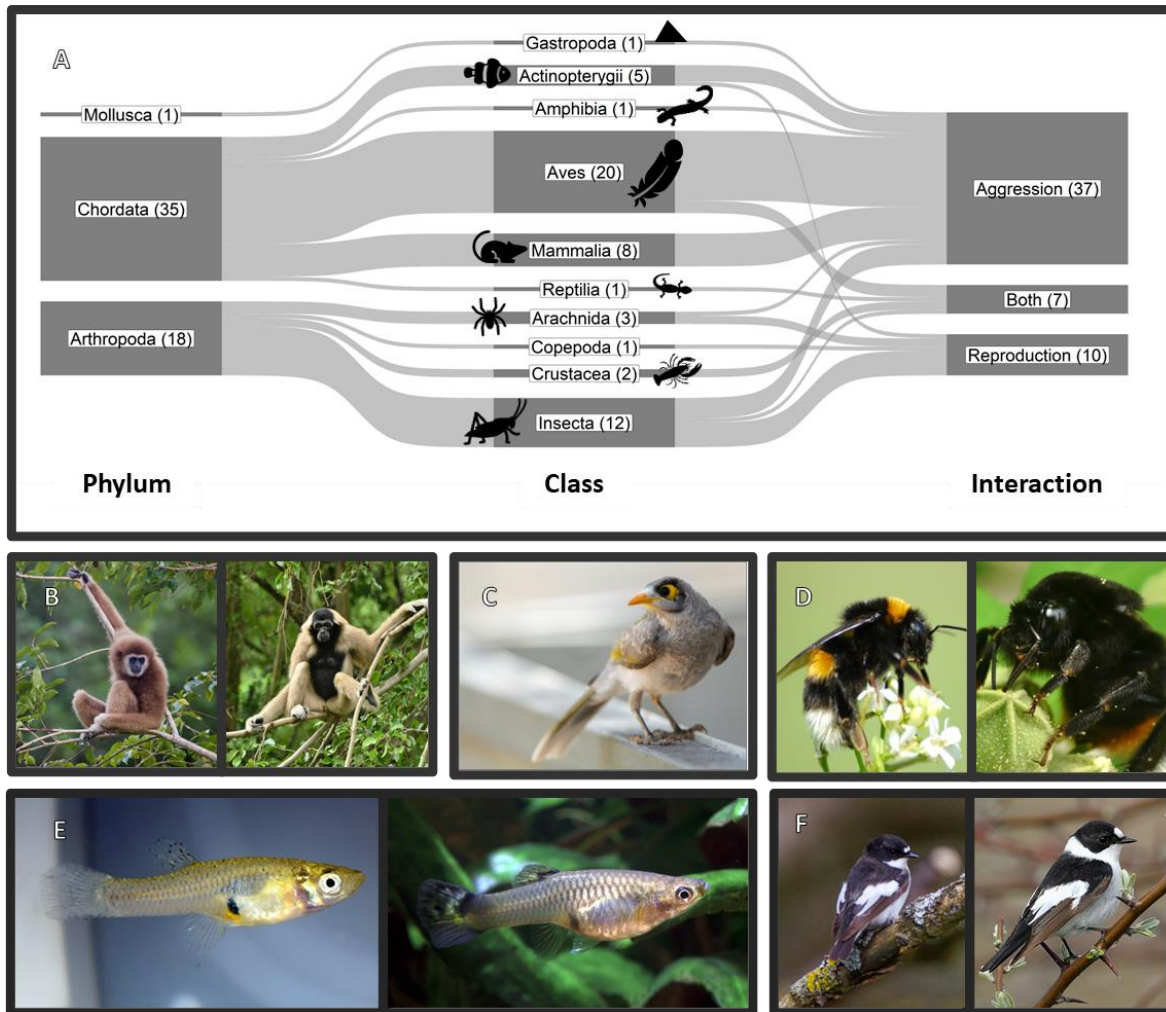 A
Gastropoda (1)
Actinopterygii (5)
Mollusca (1)
Amphibia (1)
Aves (20)
Chordata (35)
Aggression (37)
Mammalia (8)
Reptilia (1)
Both (7)
Arachnida (3)
Arthropoda (18)
Copepoda (1)
Reproduction (10)
Crustacea (2)
Insecta (12)
Phylum
Class
Interaction
B
C
D
E
F